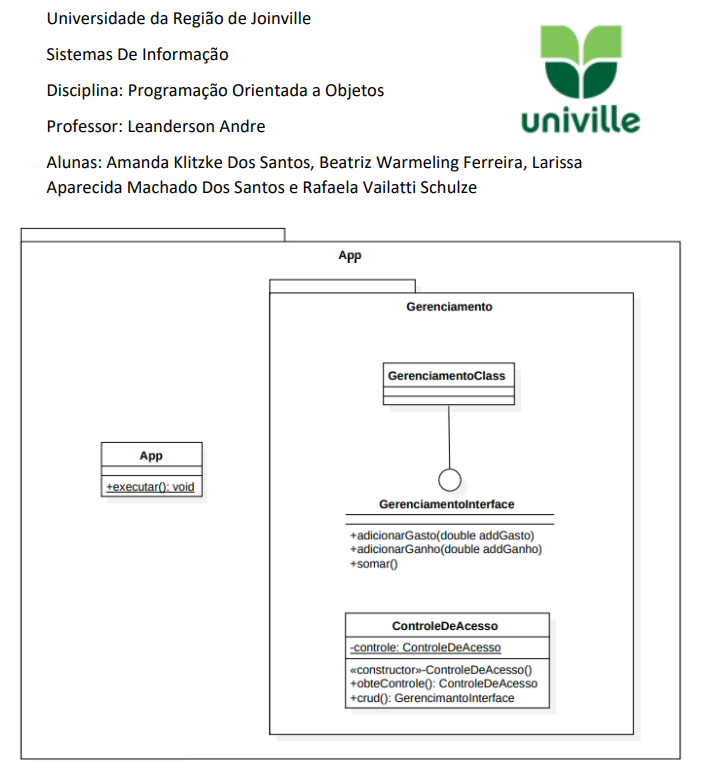 Universidade da Região de Joinville
Sistemas De Informação
Disciplina: Programação Orientada a Objetos
Professor: Leanderson Andre
univille
Alunas: Amanda Klitzke Dos Santos, Beatriz Warmeling Ferreira, Larissa
Aparecida Machado Dos Santos e Rafaela Vailatti Schulze
App
Gerenciamento
GerenciamentoClass
App
+executar(): void
GerenciamentoInterface
+adicionarGasto(double addGasto)
+adicionarGanho(double addGanho)
+somar()
ControleDeAcesso
-controle: ControleDeAcesso
«constructor»-ControleDeAcesso()
+obteControle(): ControleDeAcesso
+crud(): GerencimantoInterface